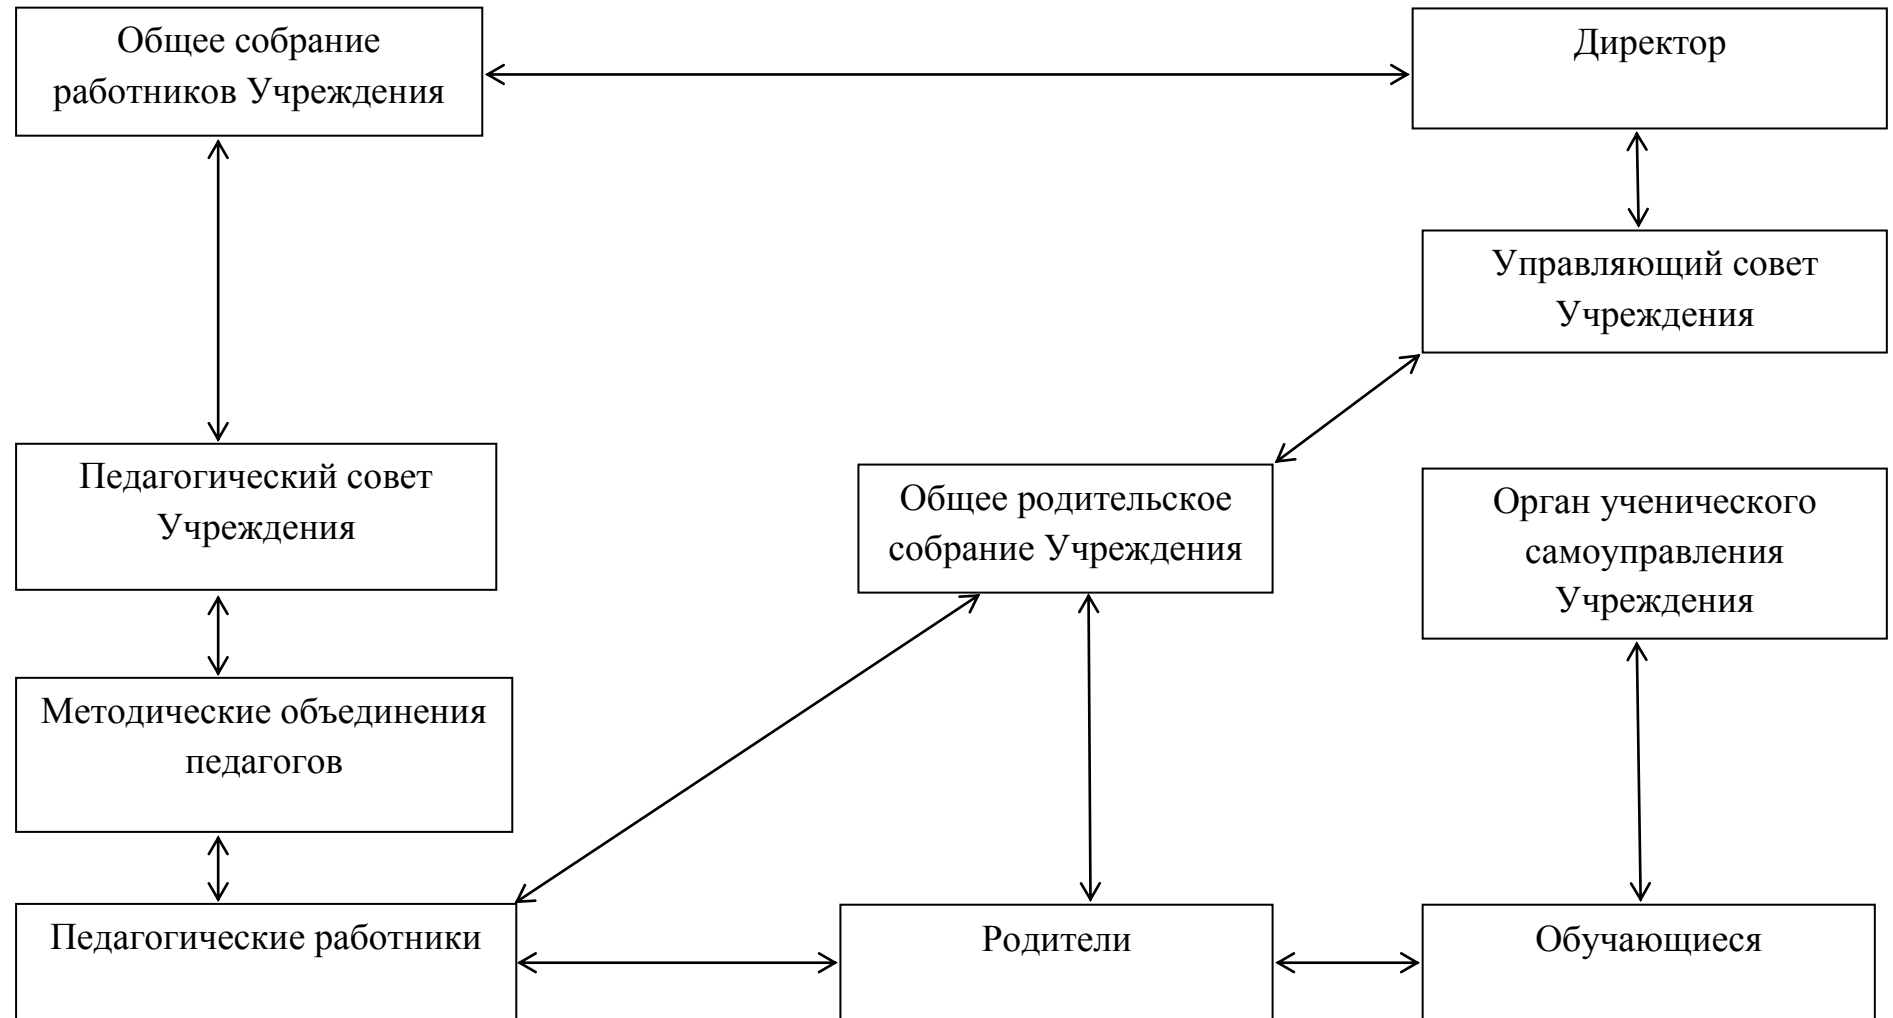 Общее собрание
работников Учреждения
Директор
Управляющий совет
Учреждения
Педагогический совет
Учреждения
Общее родительское
собрание Учреждения
Орган ученического
самоуправления
Учреждения
Методические объединения
педагогов
Педагогические работники
Родители
Обучающиеся